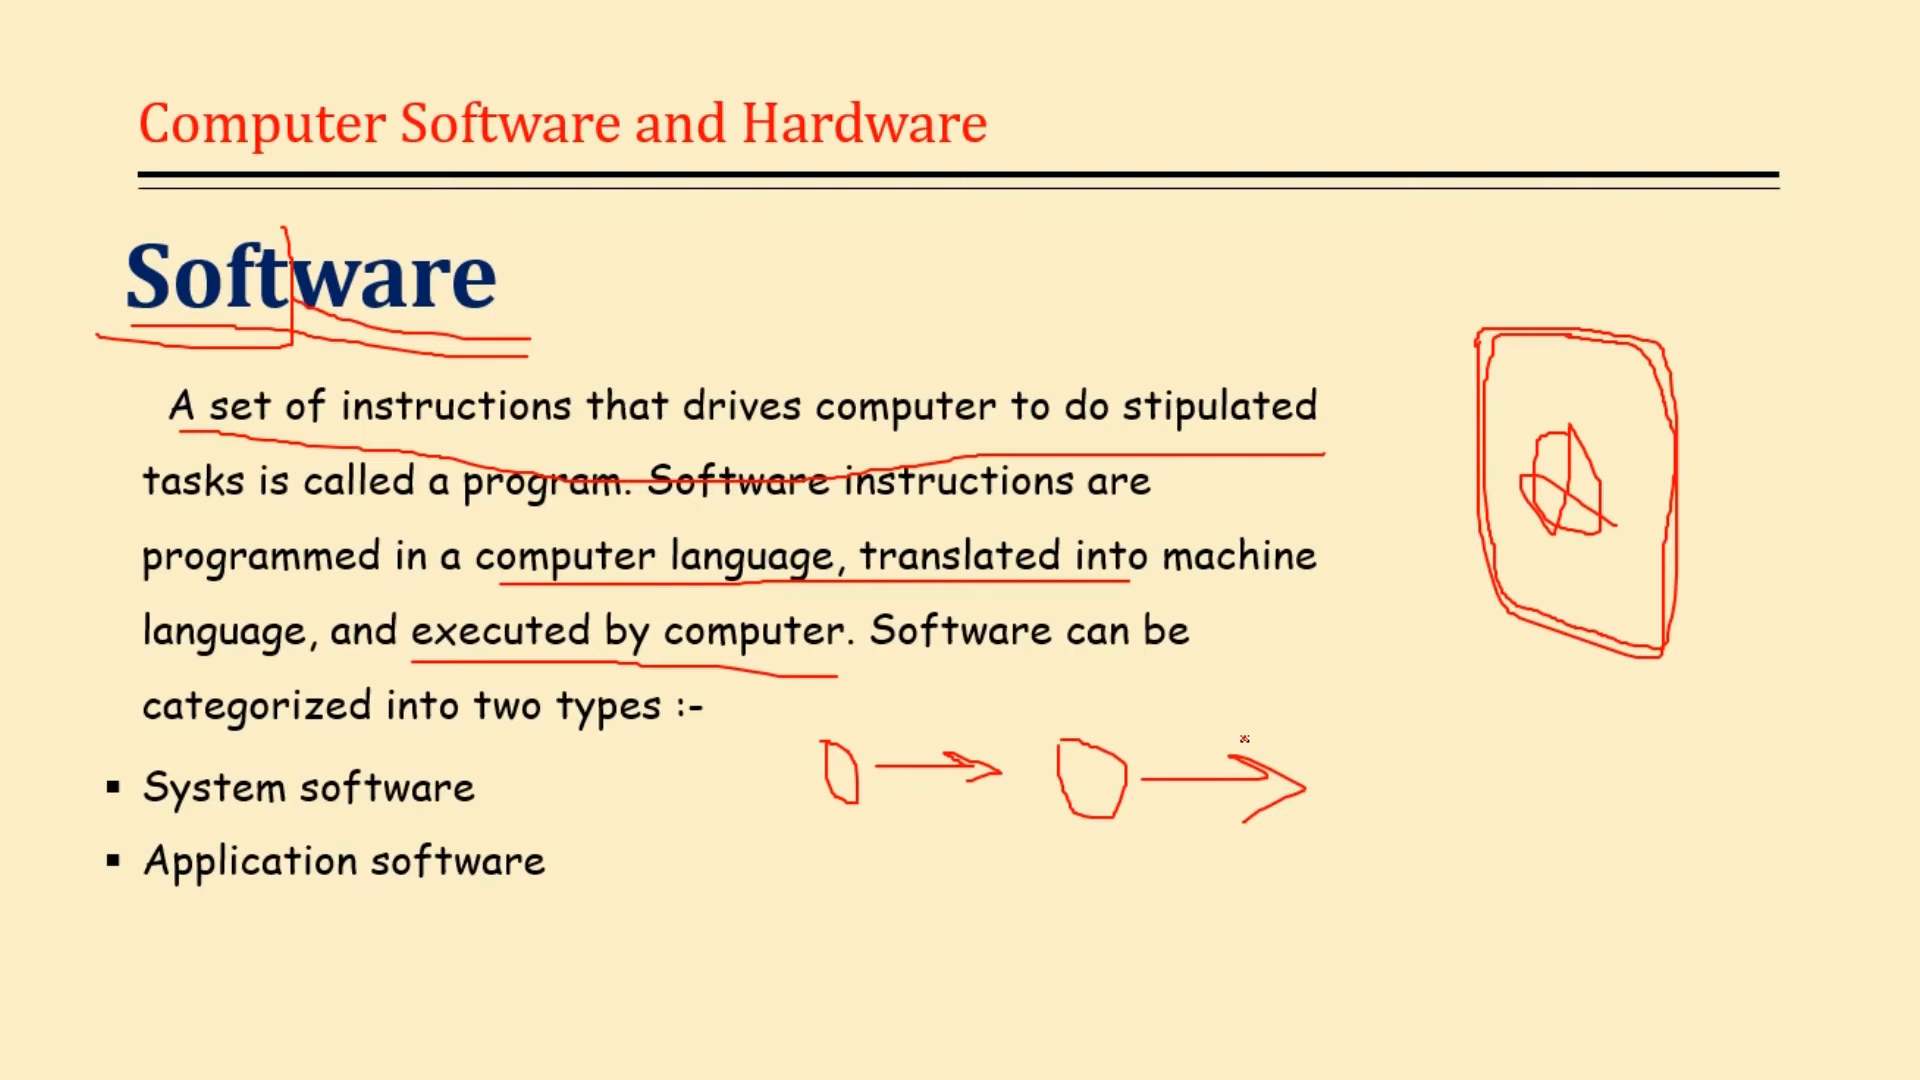 Computer Software and Hardware
Software
A set of instructions that drives computer to do stipulated
tasks is called a program. Software instructions are
programmed in a computer language, translated into machine
language, and executed by computer. Software can be
categorized into two types :-
▪ System software
▪ Application software